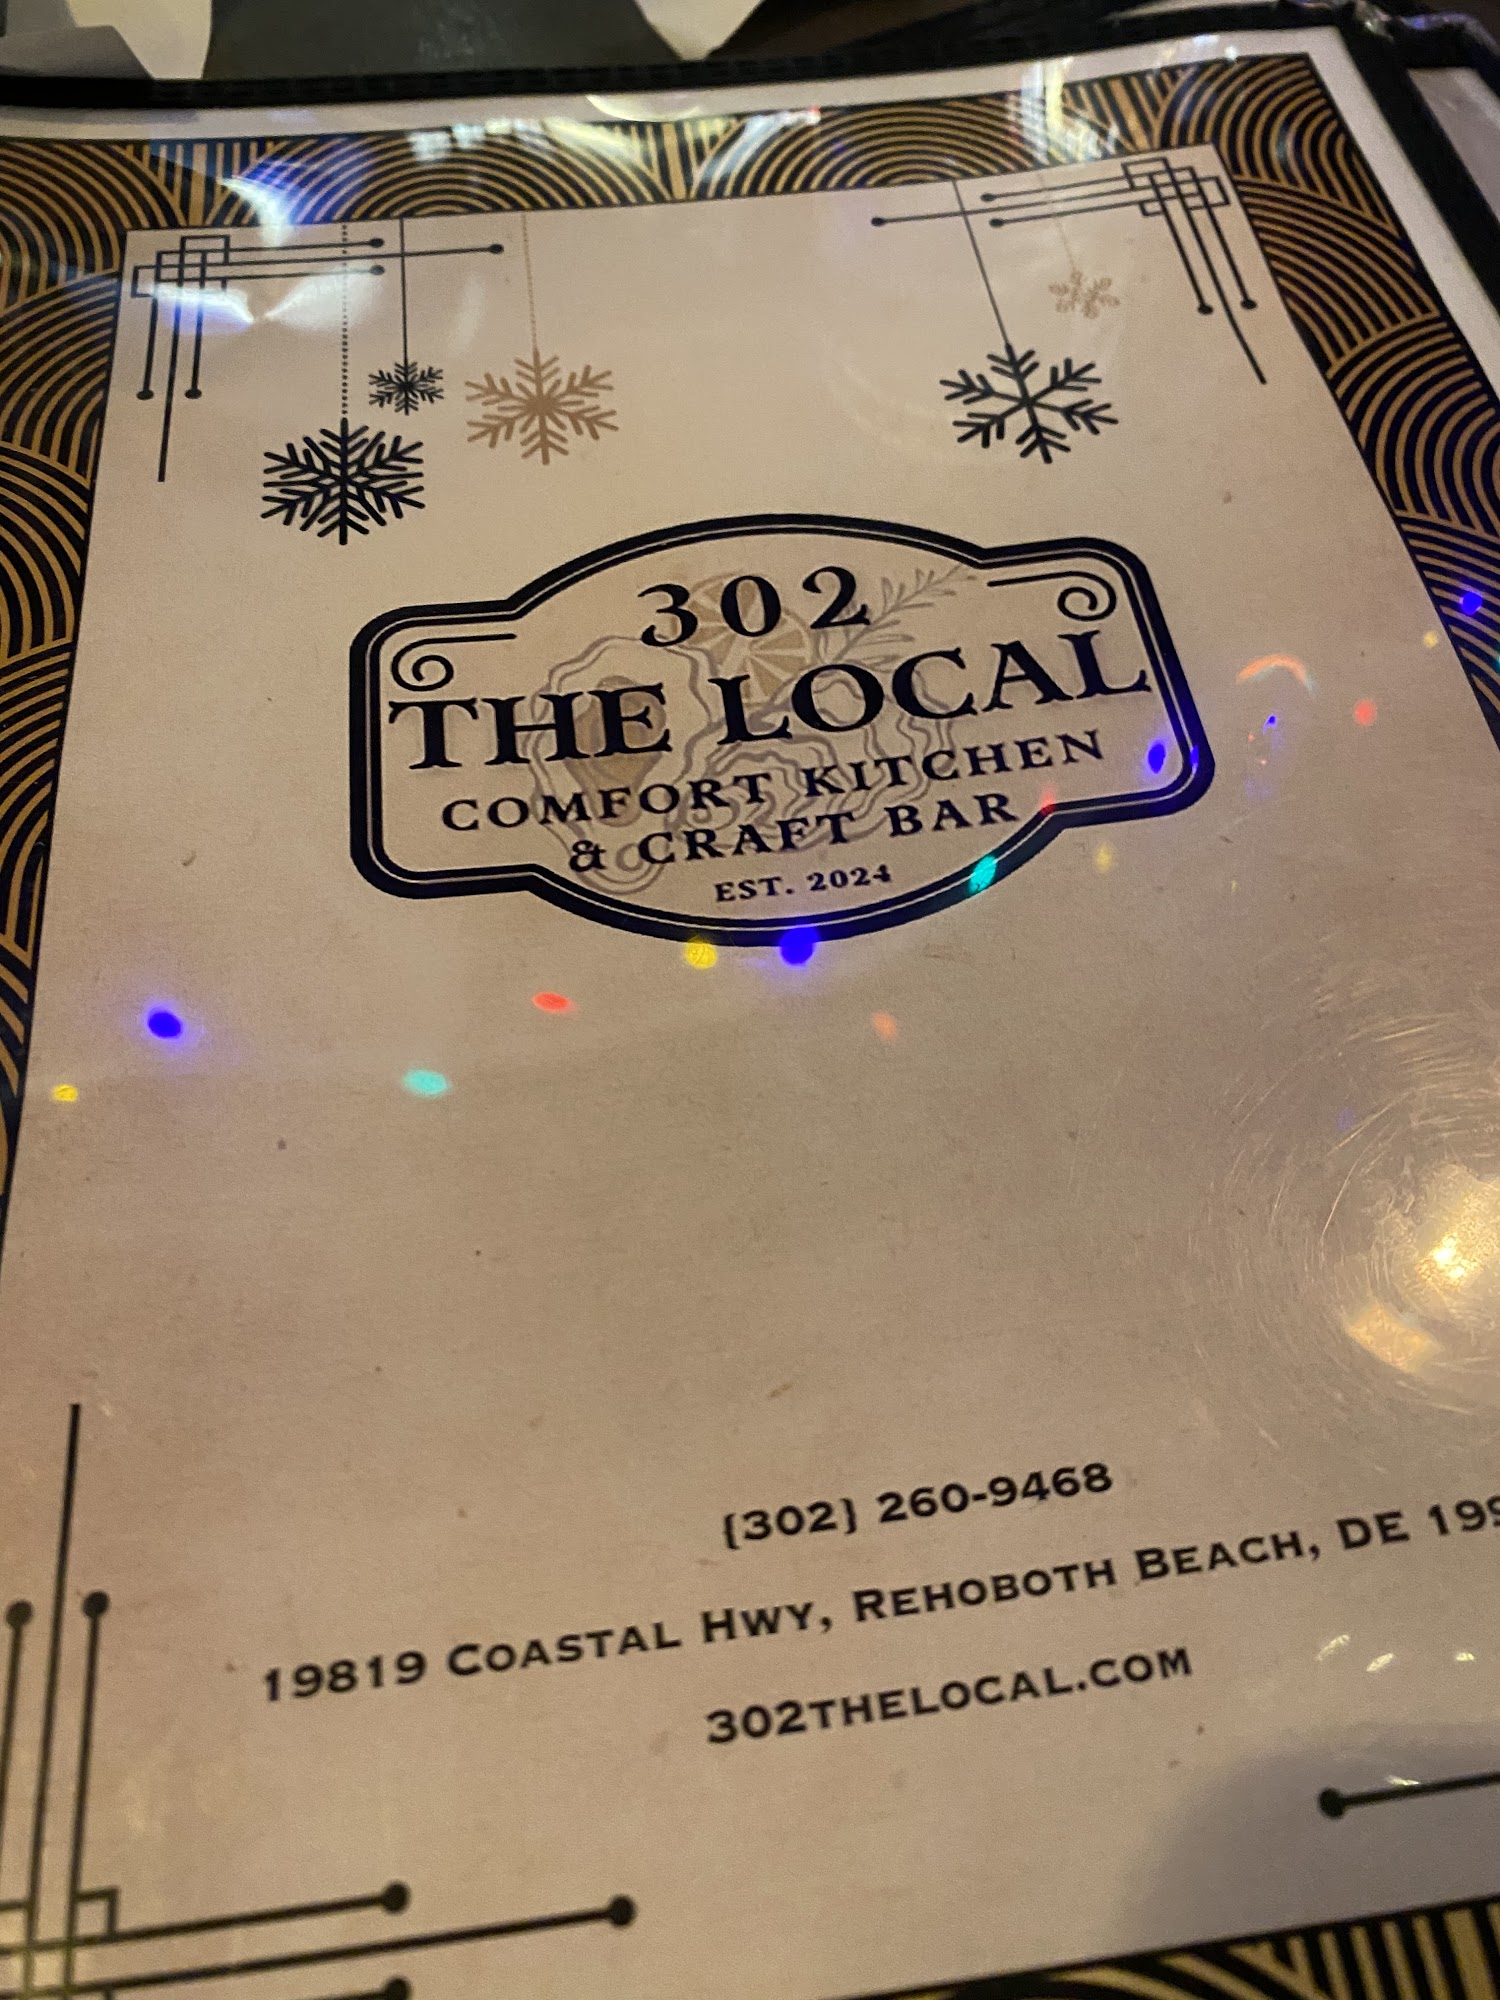 302
THE LOCAL
COMFORT KITCHEN
& CRAFT BAR
EST. 2024
(302) 260-9468
19819 COASTAL HWY, REHOBOTH BEACH, DE
302THELOCAL.COM